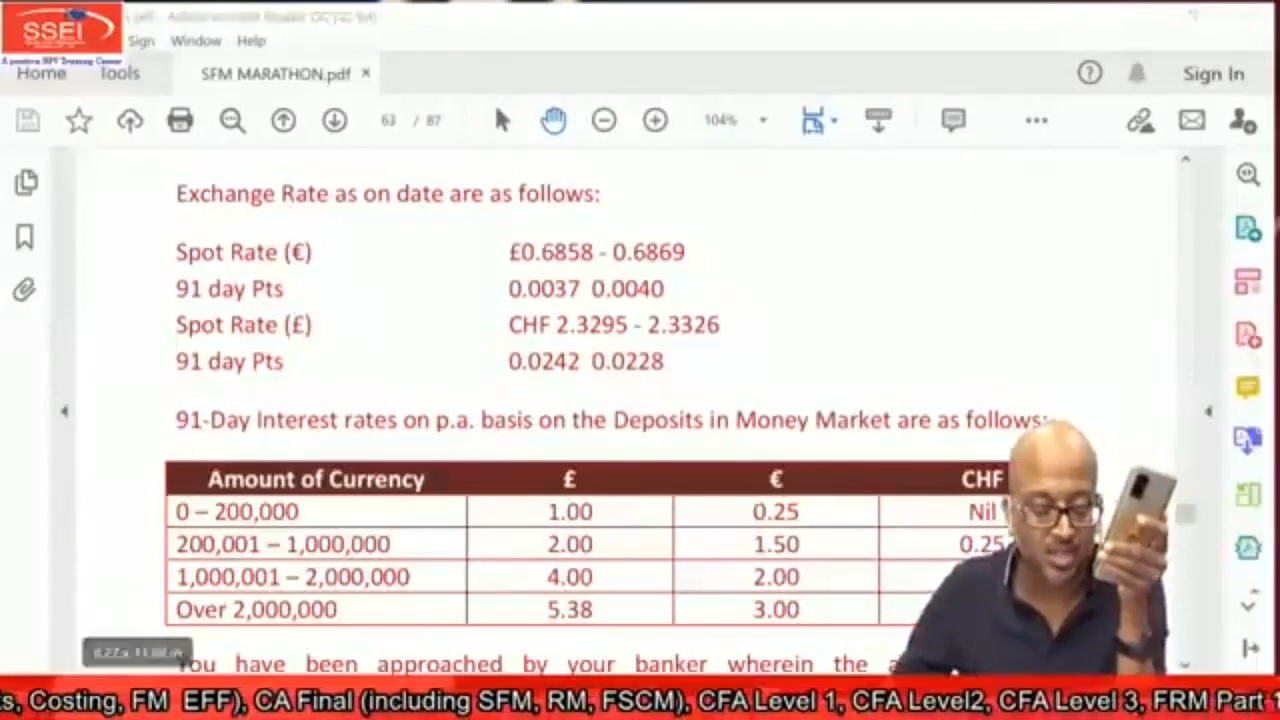 SSEI
Sign Window Help
Home Tools SFM MARATHON.pdf × Sign In
63 / 87 104%
Exchange Rate as on date are as follows:
Spot Rate (€) £0.6858 - 0.6869
91 day Pts 0.0037 0.0040
Spot Rate (£) CHF 2.3295 - 2.3326
91 day Pts 0.0242 0.0228
91-Day Interest rates on p.a. basis on the Deposits in Money Market are as follows:
Amount of Currency £ € CHF
0 – 200,000 1.00 0.25 Nil
200,001 – 1,000,000 2.00 1.50 0.25
1,000,001 – 2,000,000 4.00 2.00
Over 2,000,000 5.38 3.00
You have been approached by your banker wherein the
s, Costing, FM EFF), CA Final (including SFM, RM, FSCM), CFA Level 1, CFA Level2, CFA Level 3, FRM Part 1